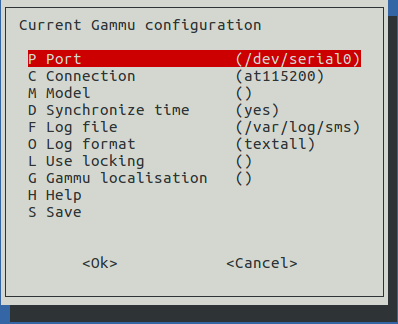 Current Gammu configuration
P Port (/dev/serial0)
C Connection (at115200)
M Model ()
D Synchronize time (yes)
F Log file (/var/log/sms)
O Log format (textall)
L Use locking ()
G Gammu localisation ()
H Help
S Save
<Ok> <Cancel>